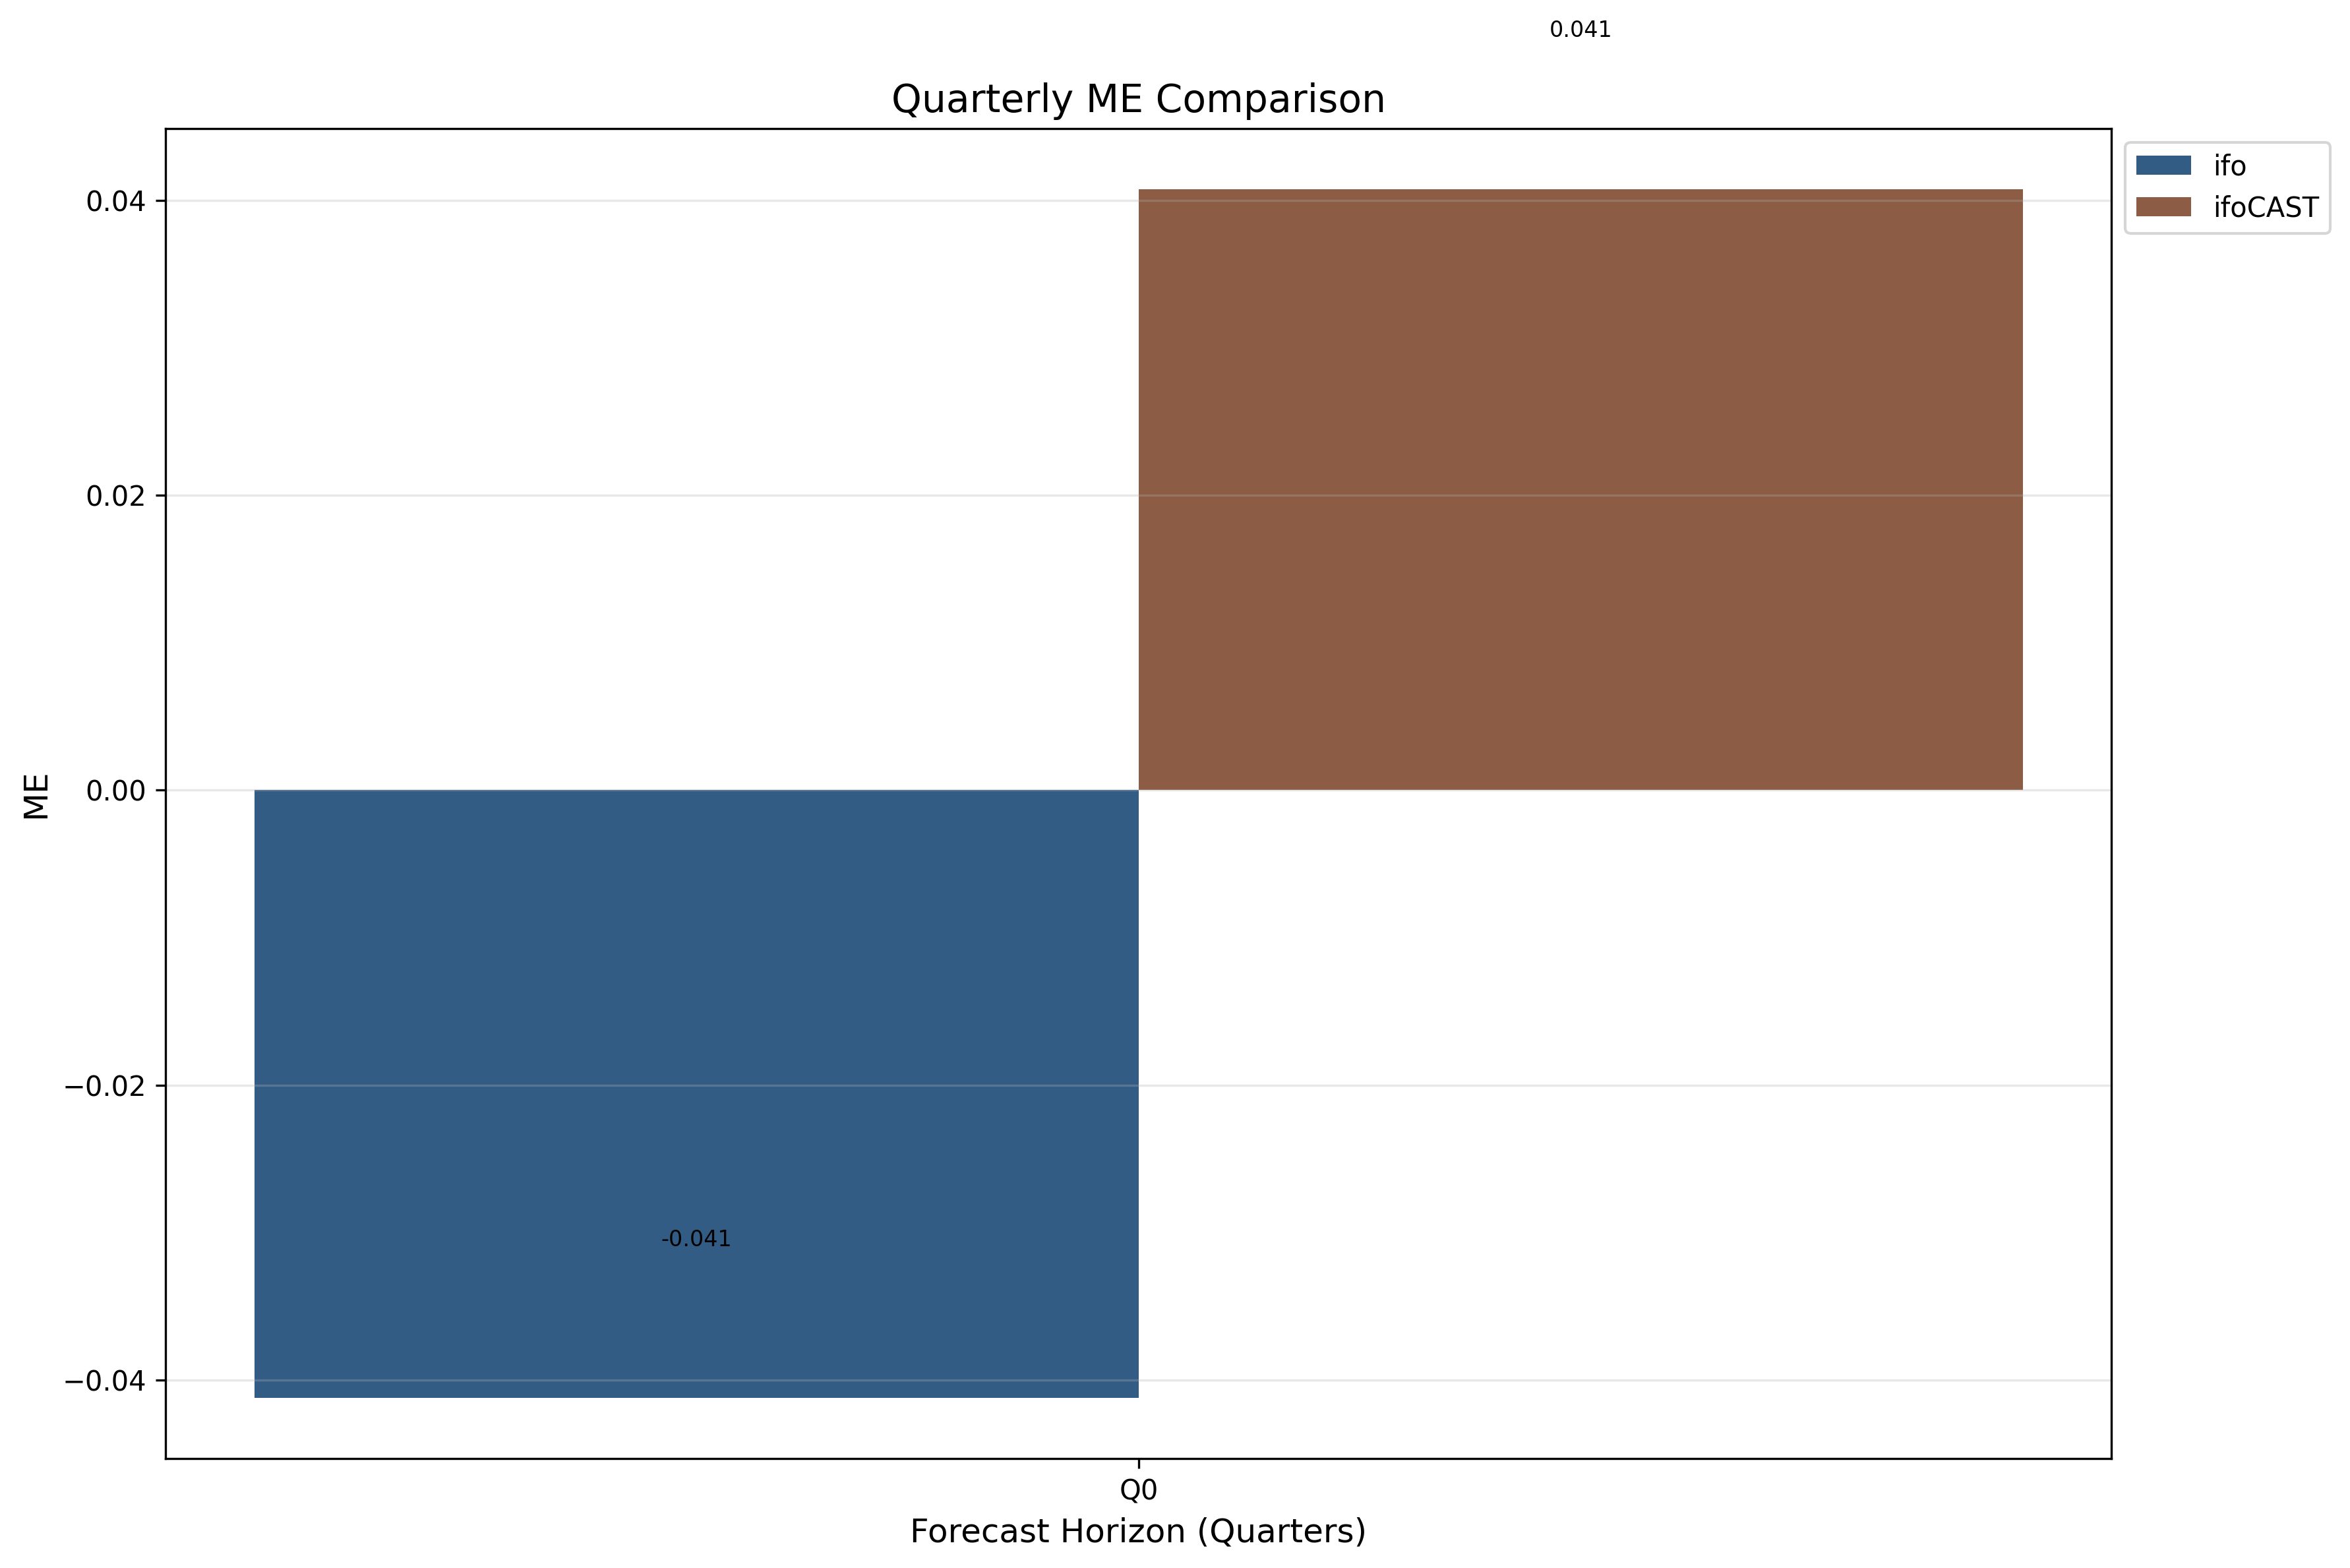 0.041
Quarterly ME Comparison
ifo
ifoCAST
ME
0.04
0.02
0.00
−0.02
−0.04
-0.041
Q0
Forecast Horizon (Quarters)